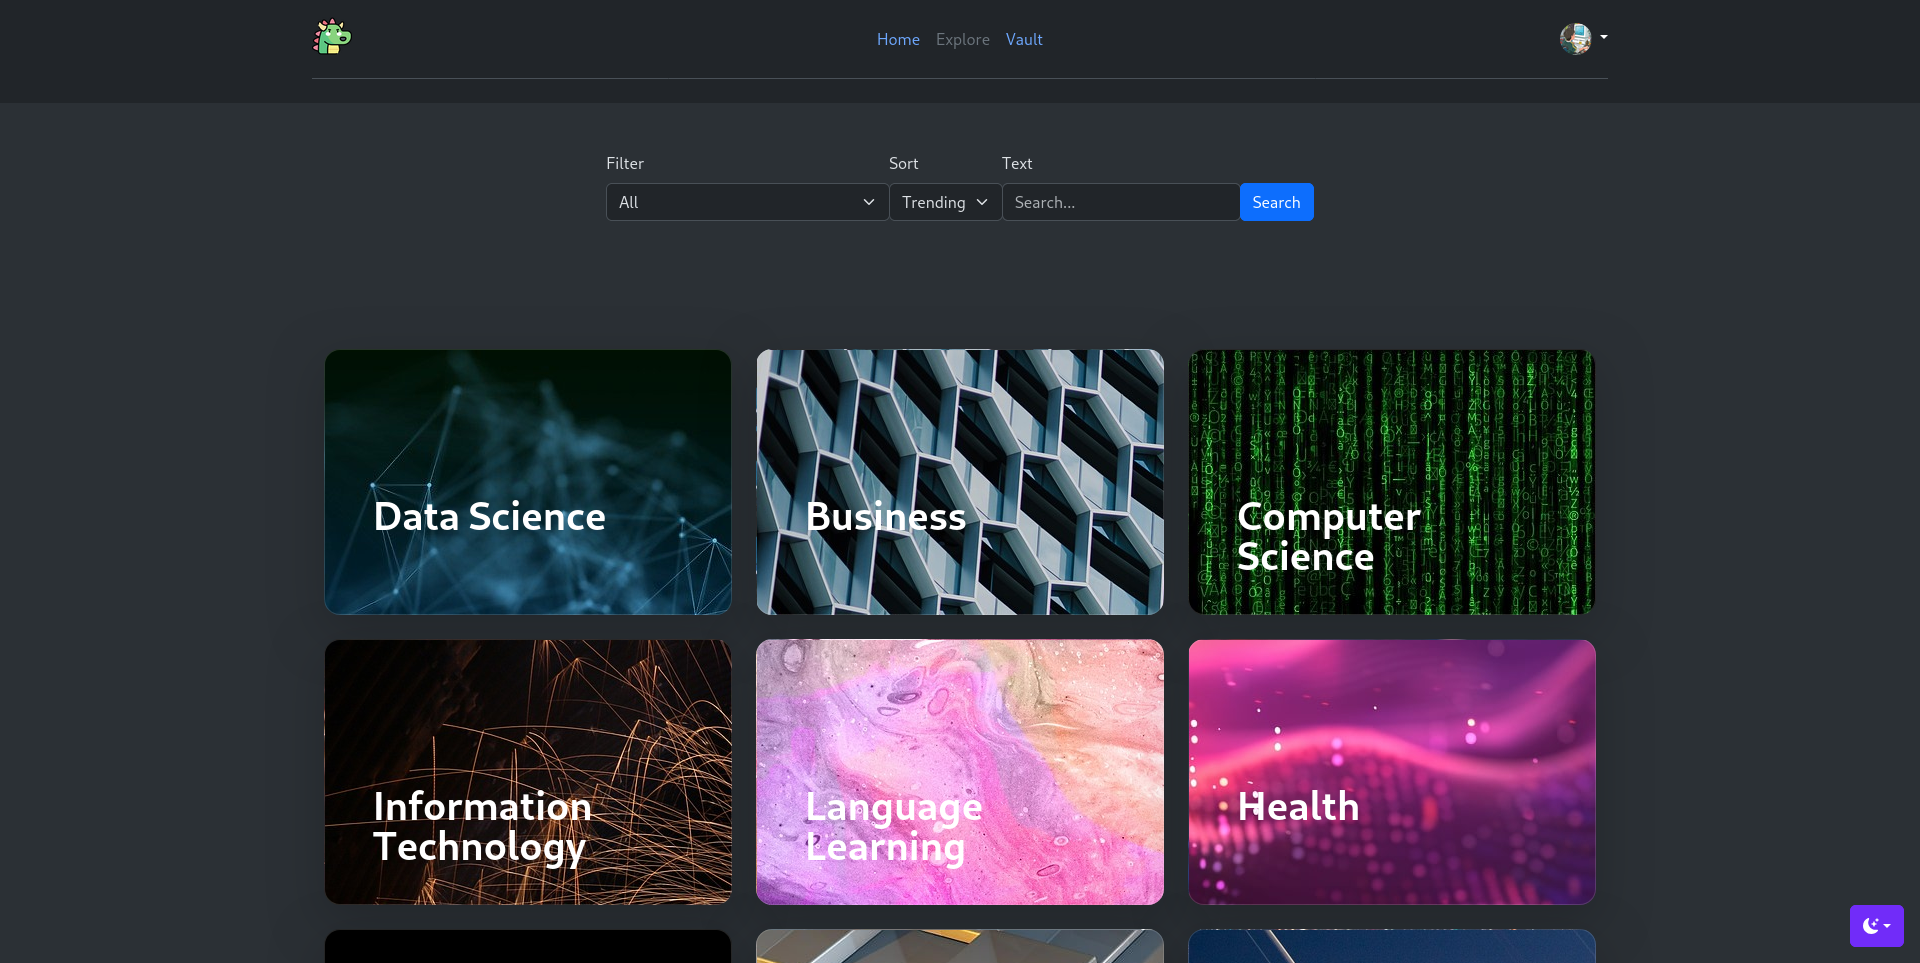 Home Explore Vault
Filter Sort Text
All Trending Search... Search
Data Science
Business
Computer
Science
Information
Technology
Language
Learning
Health